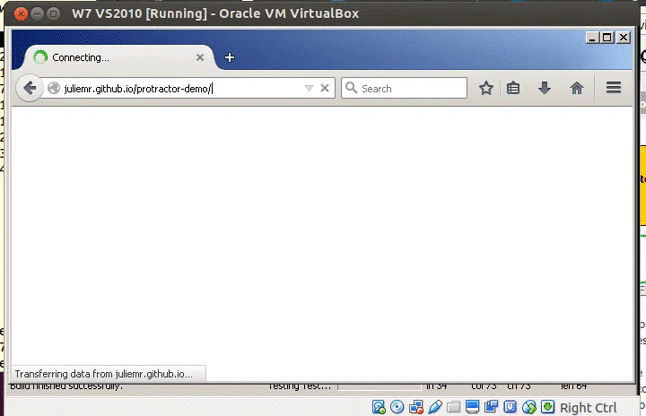 W7 VS2010 [Running] - Oracle VM VirtualBox
Connecting...
juliemr.github.io/protractor-demo/
Search
Transferring data from juliemr.github.io...
Build finished successfully. Testing Test... ln 34 col 73 ch 73 len 64
Right Ctrl